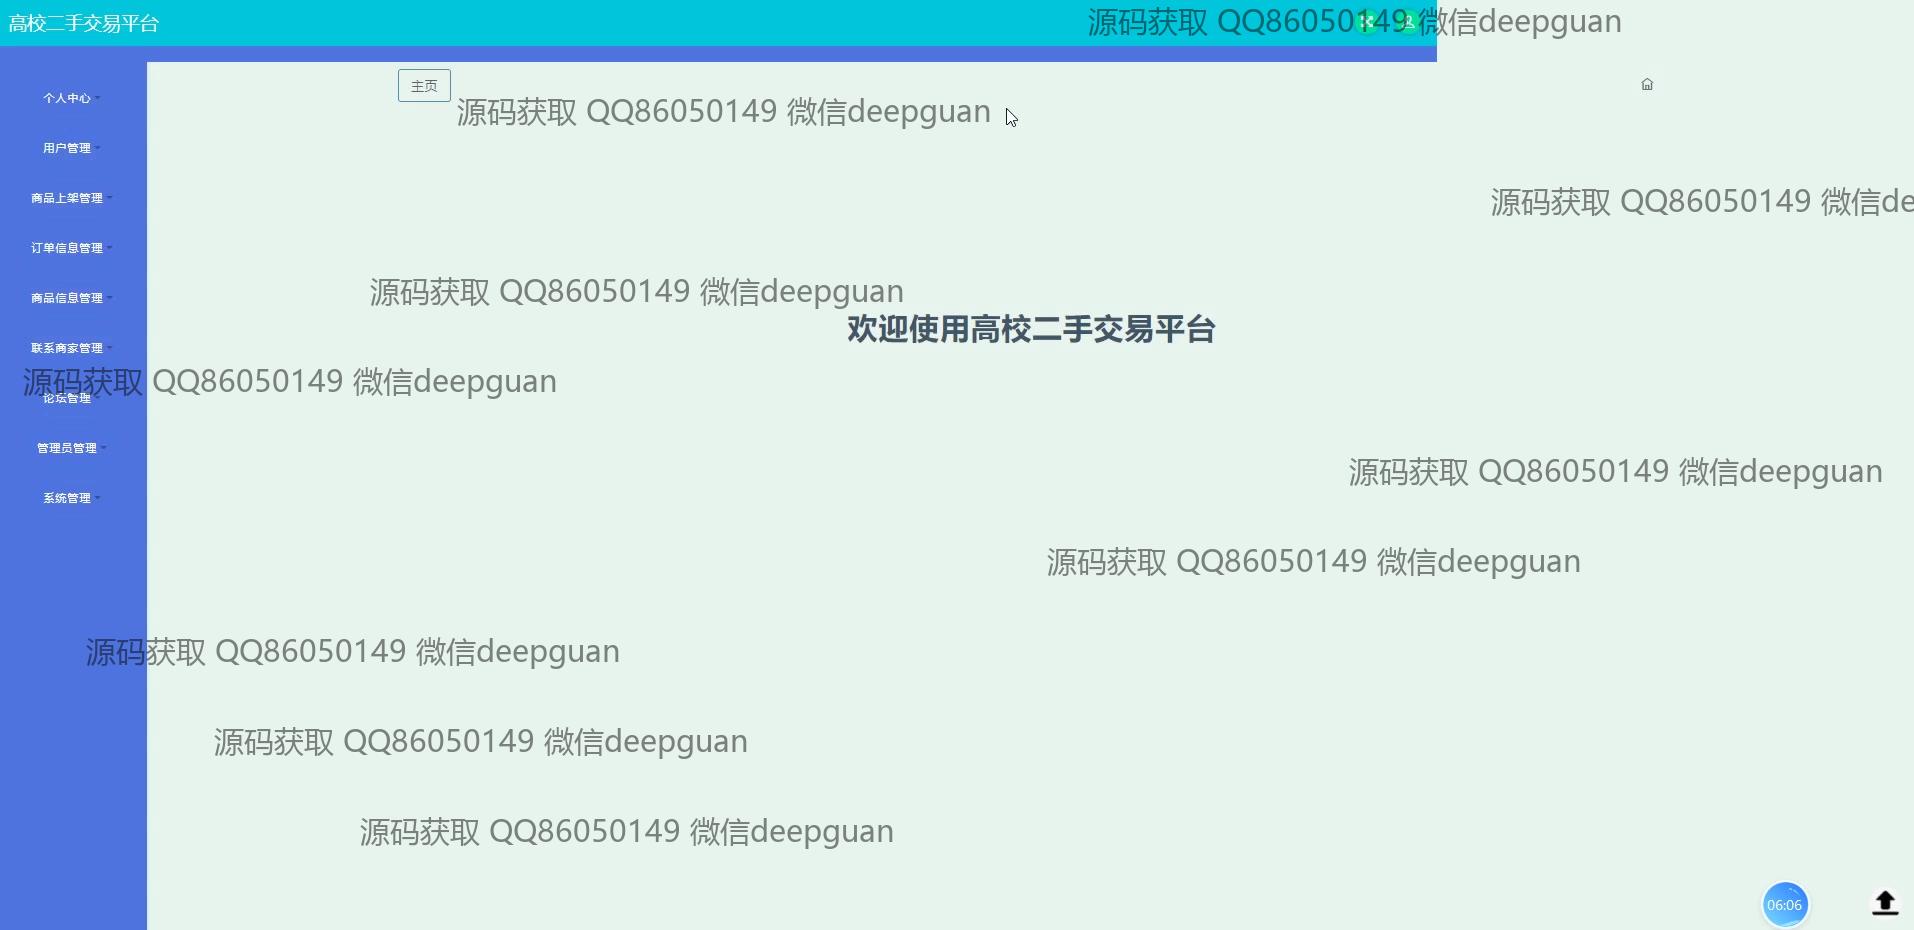 高校二手交易平台
源码获取 QQ86050149 微信deepguan
个人中心
主页
源码获取 QQ86050149 微信deepguan
用户管理
商品上架管理
源码获取 QQ86050149 微信de
订单信息管理
商品信息管理
源码获取 QQ86050149 微信deepguan
欢迎使用高校二手交易平台
联系商家管理
源码获取 QQ86050149 微信deepguan
论坛管理
管理员管理
源码获取 QQ86050149 微信deepguan
系统管理
源码获取 QQ86050149 微信deepguan
源码获取 QQ86050149 微信deepguan
源码获取 QQ86050149 微信deepguan
源码获取 QQ86050149 微信deepguan
06:06